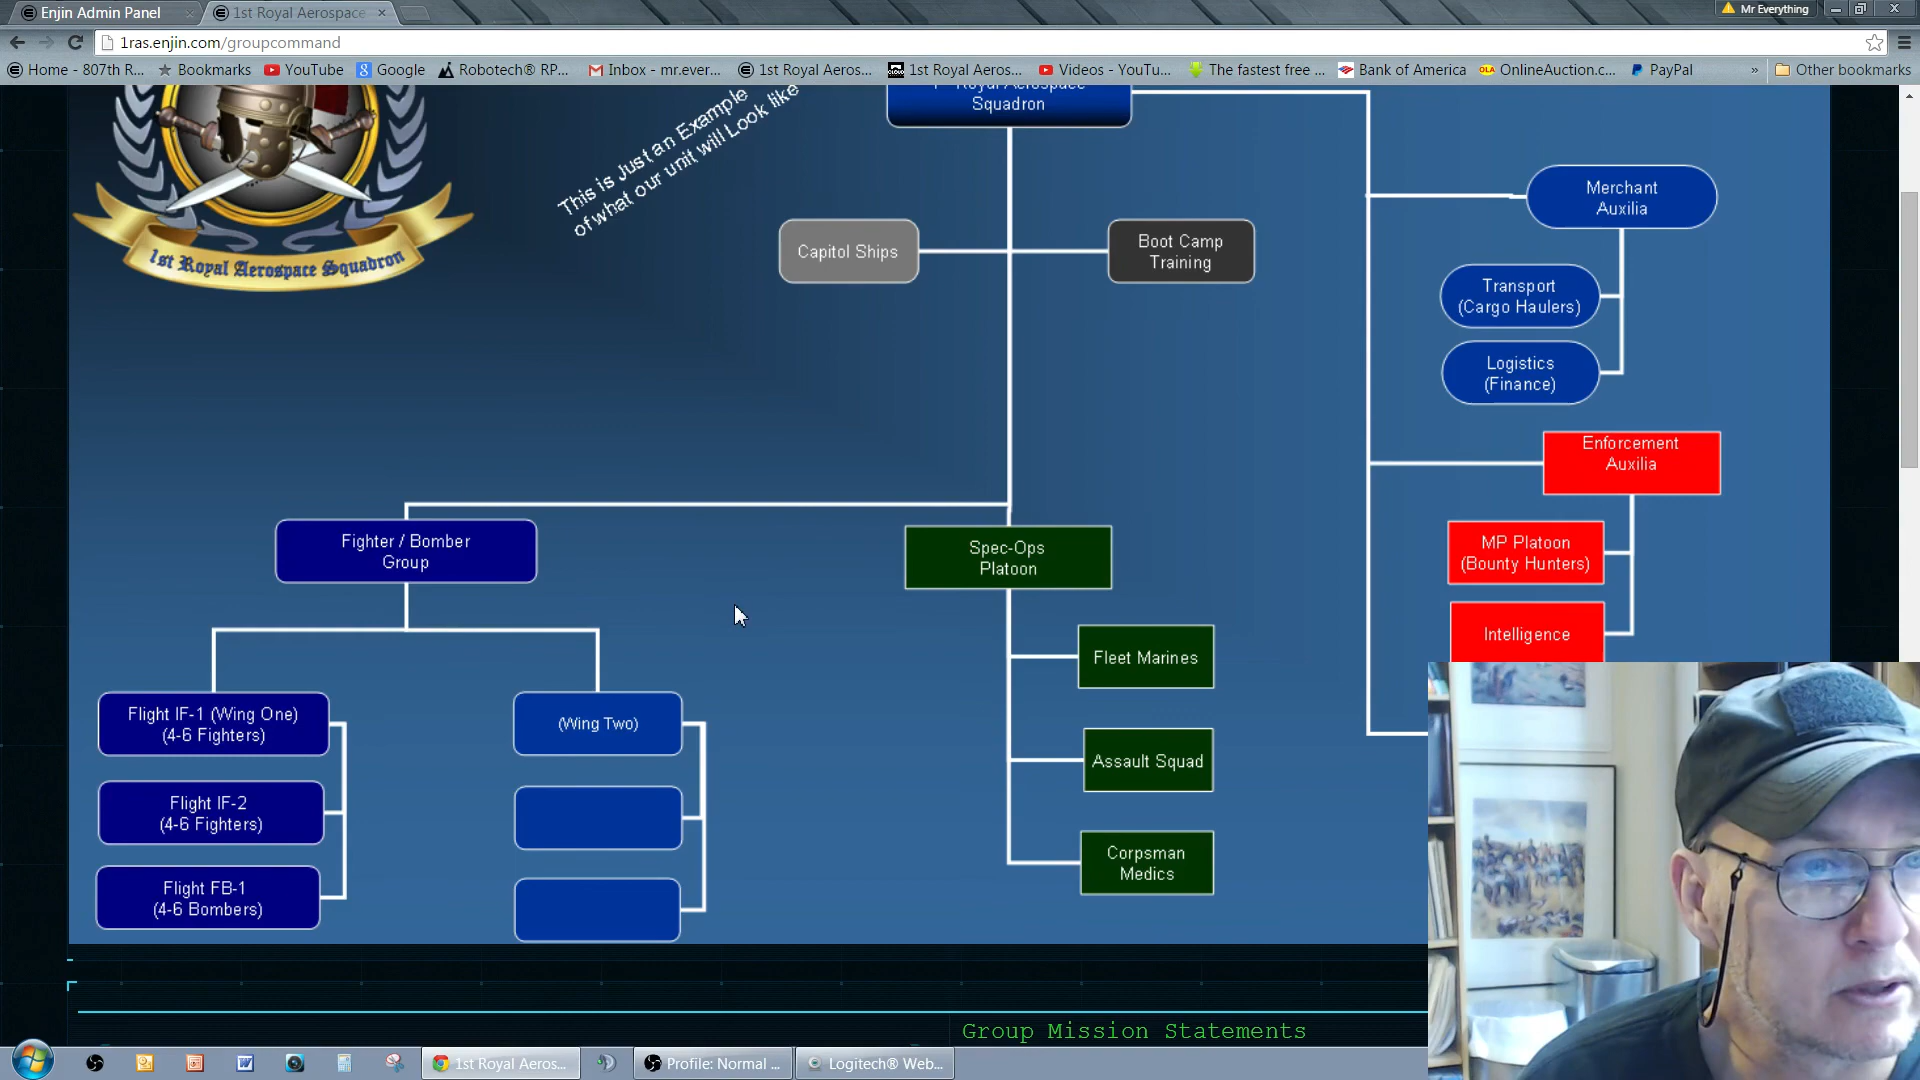 Enjin Admin Panel
1st Royal Aerospace
Mr Everything
1ras.enjin.com/groupcommand
Home - 807th R...
Bookmarks
YouTube
Google
Robotech® RP...
Inbox - mr.ever...
1st Royal Aeros...
1st Royal Aeros...
Videos - YouTu...
The fastest free ...
Bank of America
OLA OnlineAuction.c...
PayPal
»
Other bookmarks
Squadron
This is Just an Example
of what our unit will Look like
1st Royal Aerospace Squadron
Capitol Ships
Boot Camp
Training
Merchant
Auxilia
Transport
(Cargo Haulers)
Logistics
(Finance)
Enforcement
Auxilia
MP Platoon
(Bounty Hunters)
Intelligence
Fighter / Bomber
Group
Spec-Ops
Platoon
Fleet Marines
Assault Squad
Corpsman
Medics
Flight IF-1 (Wing One)
(4-6 Fighters)
Flight IF-2
(4-6 Fighters)
Flight FB-1
(4-6 Bombers)
(Wing Two)
Group Mission Statements
1st Royal Aeros...
Profile: Normal ...
Logitech® Web...